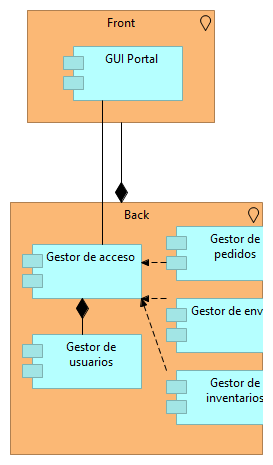 Front
GUI Portal
Back
Gestor de acceso
Gestor de
pedidos
Gestor de env
Gestor de
usuarios
Gestor de
inventarios